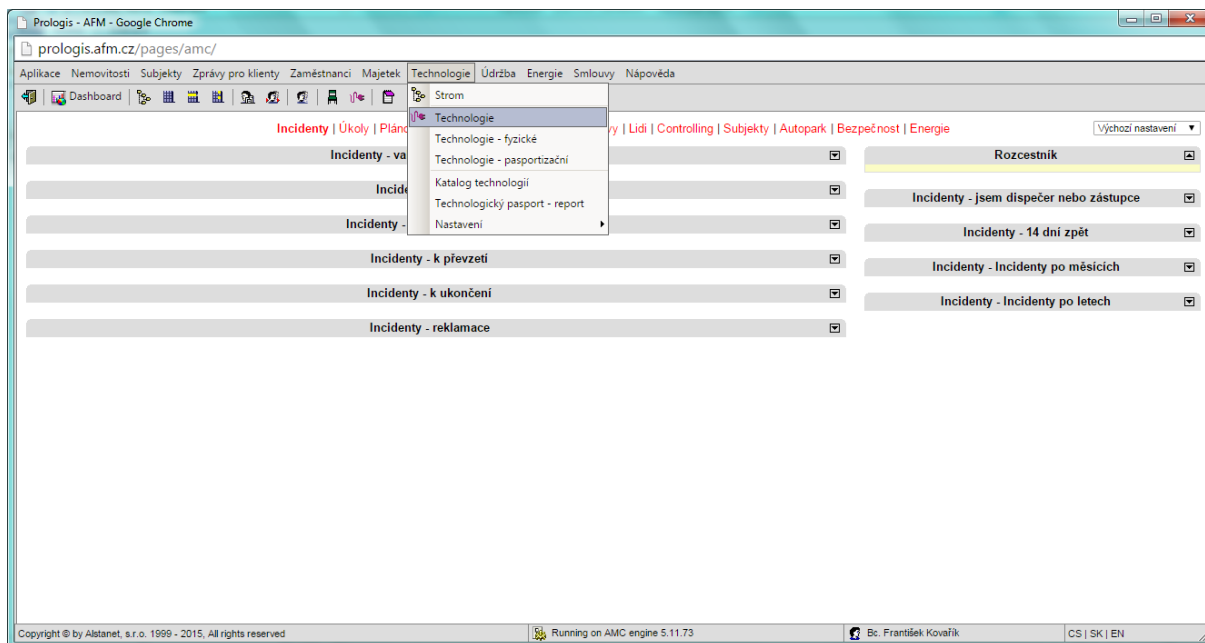 Prologis - AFM - Google Chrome
prologis.afm.cz/pages/amc/
Aplikace Nemovitosti Subjekty Zprávy pro klienty Zaměstnanci Majetek Technologie Údržba Energie Smlouvy Nápověda
Dashboard
Strom
Technologie
Technologie - fyzické
Technologie - pasportizační
Katalog technologií
Technologický pasport - report
Nastavení
Incidenty | Úkoly | | Lidi | Controlling | Subjekty | Autopark | Bezpečnost | Energie
Výchozí nastavení
Incidenty -
Incidenty -
Incidenty - k převzetí
Incidenty - k ukončení
Incidenty - reklamace
Rozcestník
Incidenty - jsem dispečer nebo zástupce
Incidenty - 14 dní zpět
Incidenty - Incidenty po měsících
Incidenty - Incidenty po letech
Copyright © by Alstanet, s.r.o. 1999 - 2015, All rights reserved
Running on AMC engine 5.11.73
Bc. František Kovařík
CS | SK | EN